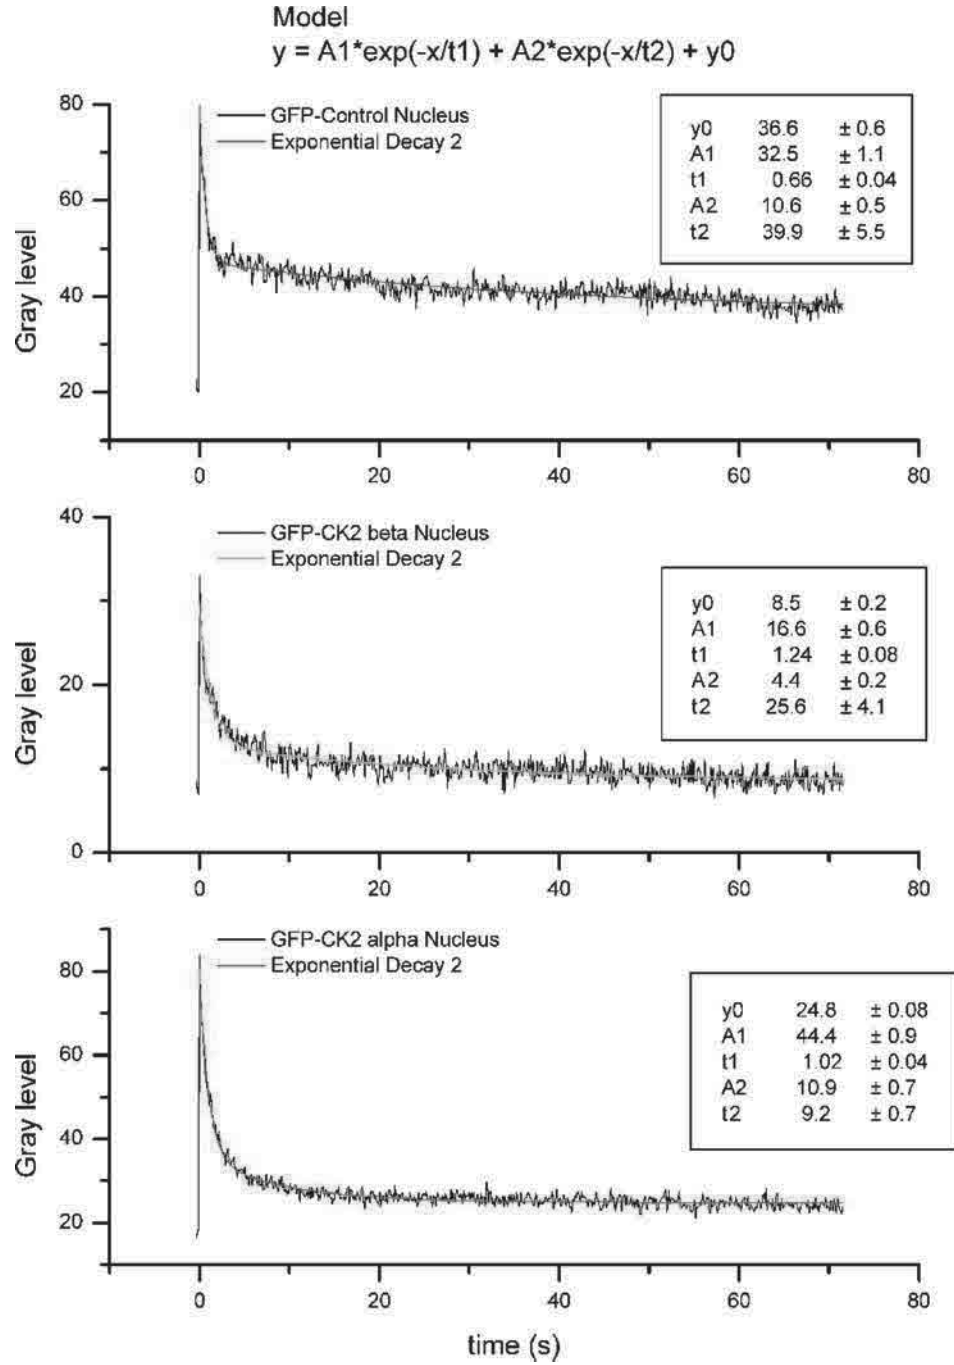 Model
y = A1*exp(-x/t1) + A2*exp(-x/t2) + y0
GFP-Control Nucleus
Exponential Decay 2
y0 36.6 ± 0.6
A1 32.5 ± 1.1
t1 0.66 ± 0.04
A2 10.6 ± 0.5
t2 39.9 ± 5.5
Gray level
80
60
40
20
0 20 40 60 80
GFP-CK2 beta Nucleus
Exponential Decay 2
y0 8.5 ± 0.2
A1 16.6 ± 0.6
t1 1.24 ± 0.08
A2 4.4 ± 0.2
t2 25.6 ± 4.1
Gray level
40
20
0
0 20 40 60 80
GFP-CK2 alpha Nucleus
Exponential Decay 2
y0 24.8 ± 0.08
A1 44.4 ± 0.9
t1 1.02 ± 0.04
A2 10.9 ± 0.7
t2 9.2 ± 0.7
Gray level
80
60
40
20
0 20 40 60 80
time (s)